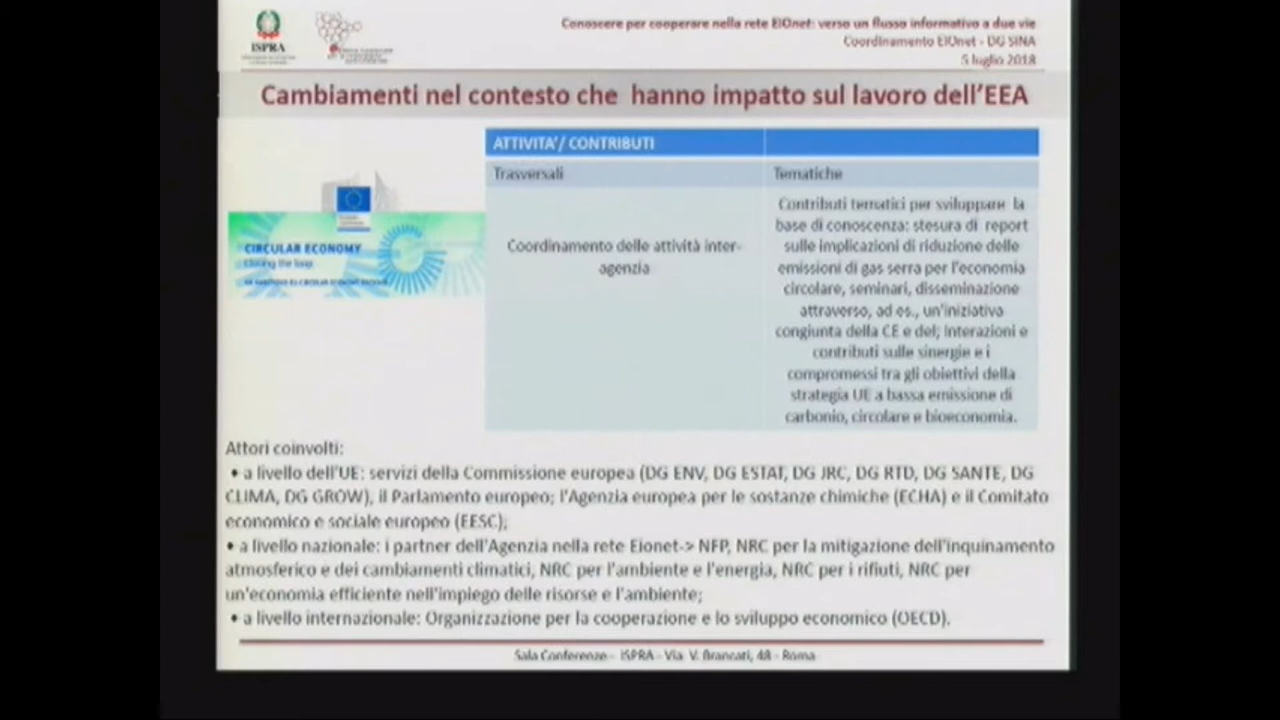 ISPRA
Conoscere per cooperare nella rete EIOnet: verso un flusso informativo a due vie
Coordinamento EIOnet - DG SINA
5 luglio 2018
Cambiamenti nel contesto che hanno impatto sul lavoro dell'EEA
ATTIVITA'/ CONTRIBUTI
Trasversali
Tematiche
Coordinamento delle attività inter-
agenzia
Contributi tematici per sviluppare la
base di conoscenza: stesura di report
sulle implicazioni di riduzione delle
emissioni di gas serra per l'economia
circolare, seminari, disseminazione
attraverso, ad es., un'iniziativa
congiunta della CE e del; Interazioni e
contributi sulle sinergie e i
compromessi tra gli obiettivi della
strategia UE a bassa emissione di
carbonio, circolare e bioeconomia.
CIRCULAR ECONOMY
Closing the loop
Attori coinvolti:
• a livello dell'UE: servizi della Commissione europea (DG ENV, DG ESTAT, DG JRC, DG RTD, DG SANTE, DG
CLIMA, DG GROW), il Parlamento europeo; l'Agenzia europea per le sostanze chimiche (ECHA) e il Comitato
economico e sociale europeo (EESC);
• a livello nazionale: i partner dell'Agenzia nella rete Eionet-> NFP, NRC per la mitigazione dell'inquinamento
atmosferico e dei cambiamenti climatici, NRC per l'ambiente e l'energia, NRC per i rifiuti, NRC per
un'economia efficiente nell'impiego delle risorse e l'ambiente;
• a livello internazionale: Organizzazione per la cooperazione e lo sviluppo economico (OECD).
Sala Conferenze - ISPRA - Via V. Brancati, 48 - Roma